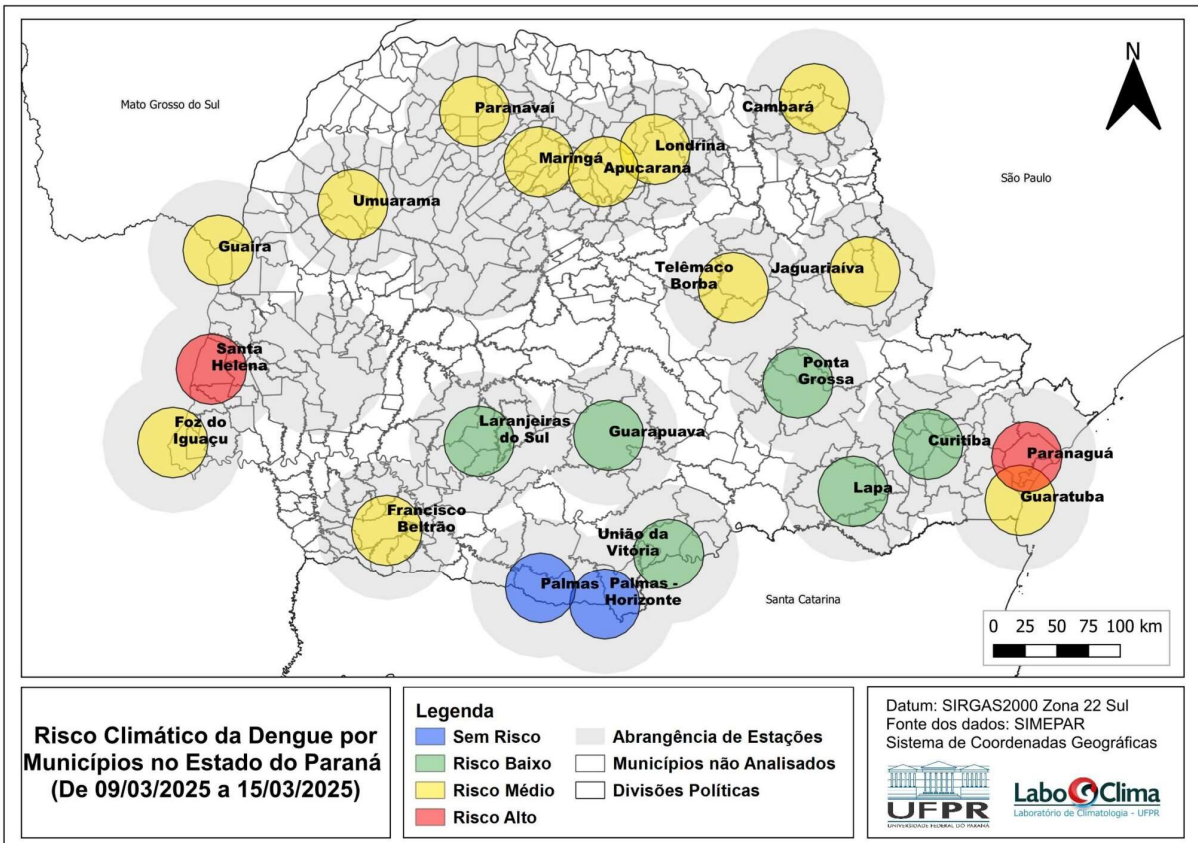 N
Mato Grosso do Sul
São Paulo
Paranavaí
Cambará
Maringá
Londrina
Apucarana
Umuarama
Guaira
Telêmaco
Borba
Jaguariaíva
Santa
Helena
Ponta
Grossa
Foz do
Iguaçu
Laranjeiras
do Sul
Guarapuava
Curitiba
Paranaguá
Lapa
Guaratuba
Francisco
Beltrão
União da
Vitória
Palmas
Palmas -
Horizonte
Santa Catarina
0 25 50 75 100 km
Risco Climático da Dengue por
Municípios no Estado do Paraná
(De 09/03/2025 a 15/03/2025)
Legenda
Sem Risco
Risco Baixo
Risco Médio
Risco Alto
Abrangência de Estações
Municípios não Analisados
Divisões Políticas
Datum: SIRGAS2000 Zona 22 Sul
Fonte dos dados: SIMEPAR
Sistema de Coordenadas Geográficas
UFPR
UNIVERSIDADE FEDERAL DO PARANÁ
LaboClima
Laboratório de Climatologia - UFPR